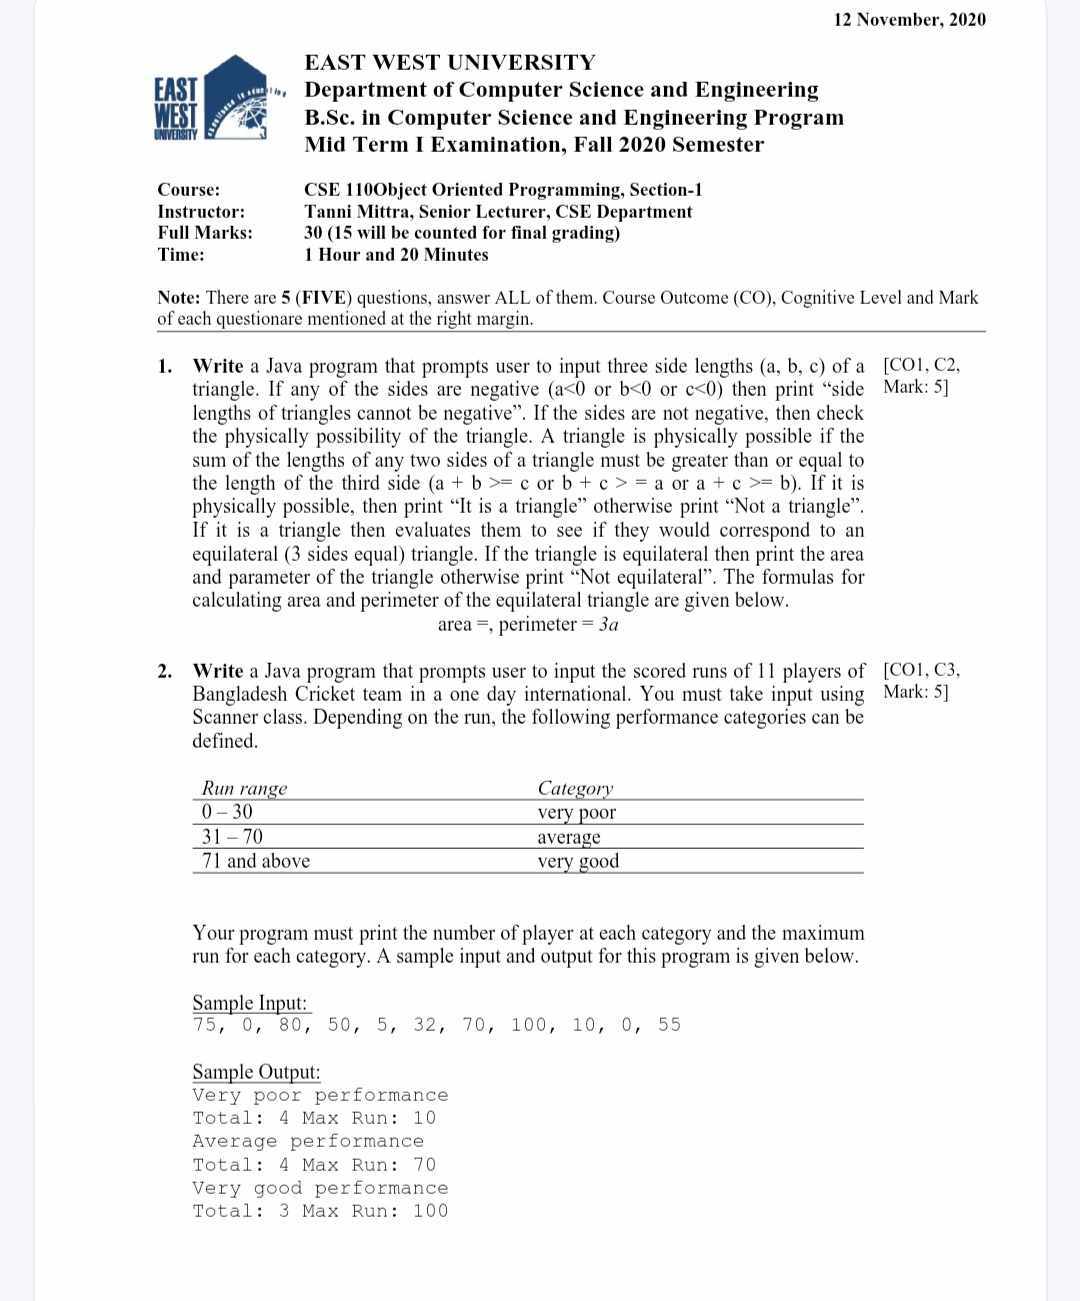 12 November, 2020
EAST WEST UNIVERSITY
EAST
WEST
UNIVERSITY
Department of Computer Science and Engineering
B.Sc. in Computer Science and Engineering Program
Mid Term I Examination, Fall 2020 Semester
Course: CSE 110Object Oriented Programming, Section-1
Instructor: Tanni Mittra, Senior Lecturer, CSE Department
Full Marks: 30 (15 will be counted for final grading)
Time: 1 Hour and 20 Minutes
Note: There are 5 (FIVE) questions, answer ALL of them. Course Outcome (CO), Cognitive Level and Mark
of each questionare mentioned at the right margin.
1. Write a Java program that prompts user to input three side lengths (a, b, c) of a [CO1, C2,
triangle. If any of the sides are negative (a<0 or b<0 or c<0) then print “side Mark: 5]
lengths of triangles cannot be negative”. If the sides are not negative, then check
the physically possibility of the triangle. A triangle is physically possible if the
sum of the lengths of any two sides of a triangle must be greater than or equal to
the length of the third side (a + b >= c or b + c > = a or a + c >= b). If it is
physically possible, then print “It is a triangle” otherwise print “Not a triangle”.
If it is a triangle then evaluates them to see if they would correspond to an
equilateral (3 sides equal) triangle. If the triangle is equilateral then print the area
and parameter of the triangle otherwise print “Not equilateral”. The formulas for
calculating area and perimeter of the equilateral triangle are given below.
area =, perimeter = 3a
2. Write a Java program that prompts user to input the scored runs of 11 players of [CO1, C3,
Bangladesh Cricket team in a one day international. You must take input using Mark: 5]
Scanner class. Depending on the run, the following performance categories can be
defined.
Run range Category
0 – 30 very poor
31 – 70 average
71 and above very good
Your program must print the number of player at each category and the maximum
run for each category. A sample input and output for this program is given below.
Sample Input:
75, 0, 80, 50, 5, 32, 70, 100, 10, 0, 55
Sample Output:
Very poor performance
Total: 4 Max Run: 10
Average performance
Total: 4 Max Run: 70
Very good performance
Total: 3 Max Run: 100